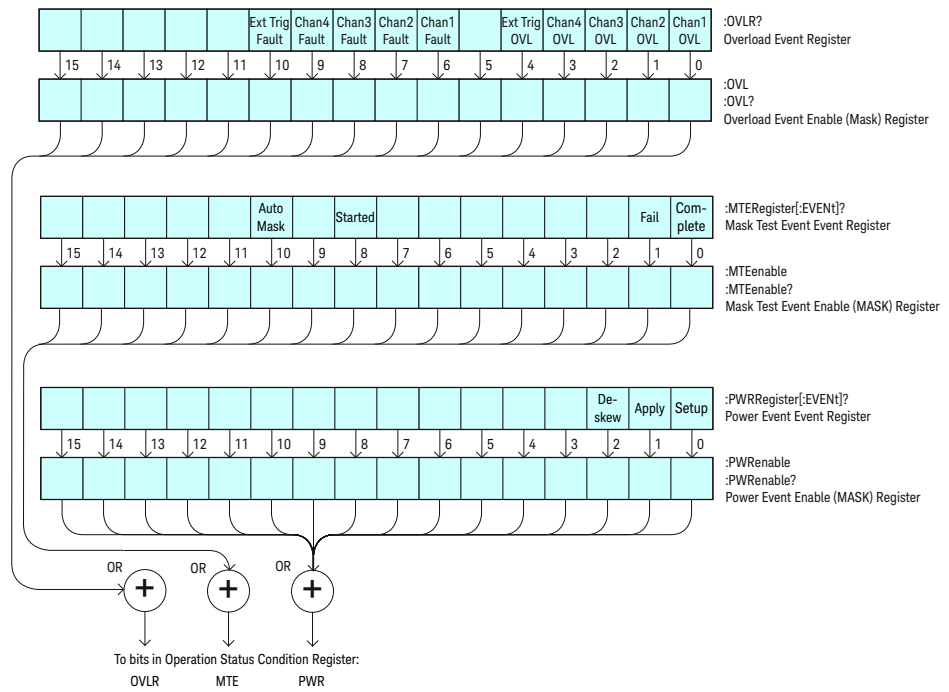 Ext Trig Fault Chan4 Fault Chan3 Fault Chan2 Fault Chan1 Fault Ext Trig OVL Chan4 OVL Chan3 OVL Chan2 OVL Chan1 OVL
:OVLR?
Overload Event Register
15 14 13 12 11 10 9 8 7 6 5 4 3 2 1 0
:OVL
:OVL?
Overload Event Enable (Mask) Register
Auto Mask Started Fail Com-plete
:MTERegister[:EVENt]?
Mask Test Event Event Register
15 14 13 12 11 10 9 8 7 6 5 4 3 2 1 0
:MTEenable
:MTEenable?
Mask Test Event Enable (MASK) Register
De-skew Apply Setup
:PWRRegister[:EVENt]?
Power Event Event Register
15 14 13 12 11 10 9 8 7 6 5 4 3 2 1 0
:PWRenable
:PWRenable?
Power Event Enable (MASK) Register
OR OR OR
+ + +
To bits in Operation Status Condition Register:
OVLR MTE PWR